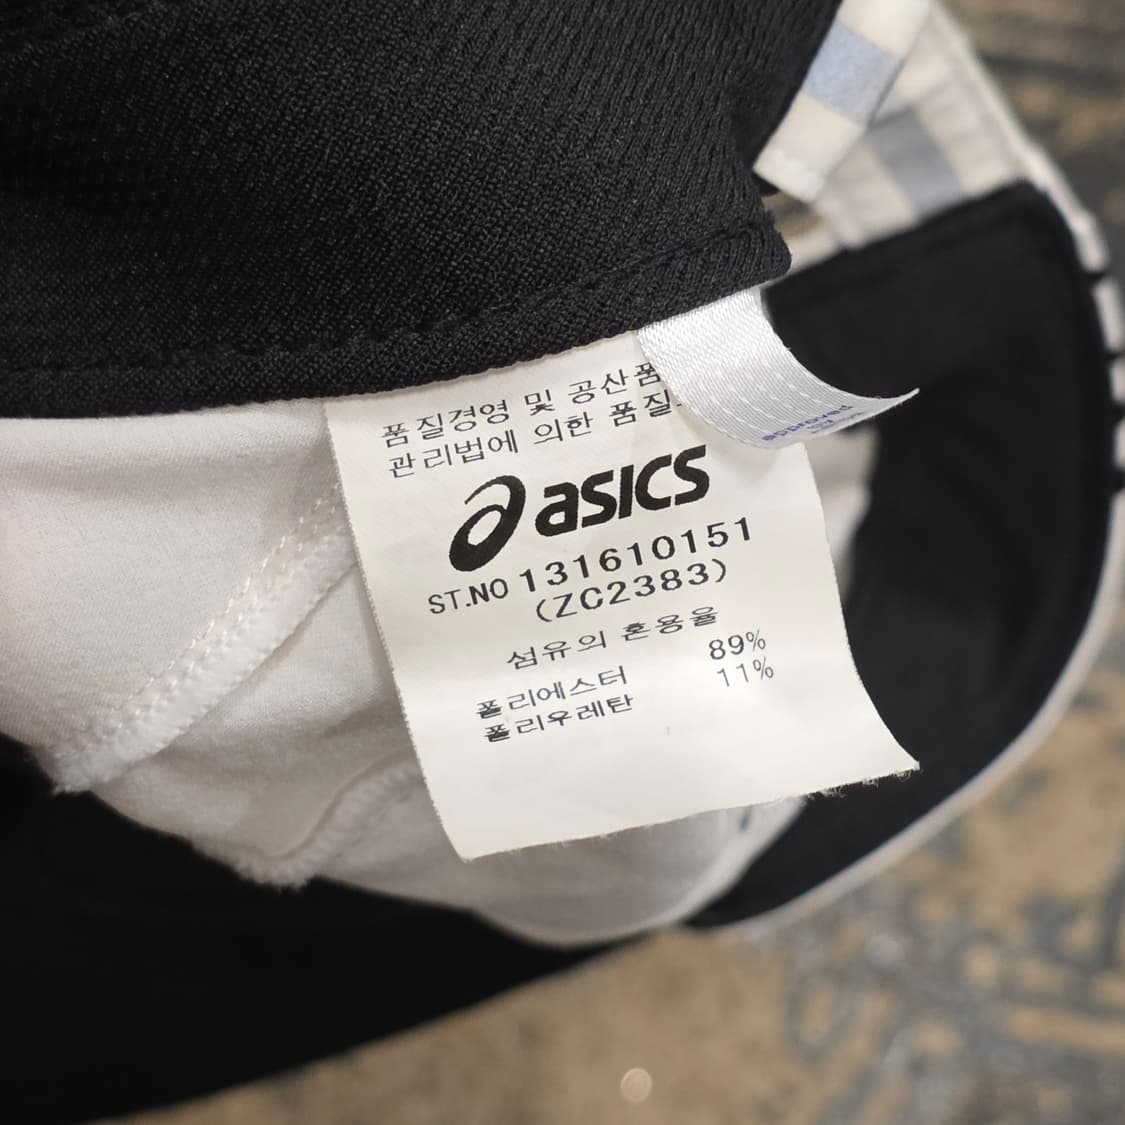 품질경영 및 공산품
관리법에 의한 품질
asics
ST.NO 131610151
(ZC2383)
섬유의 혼용율
폴리에스터 89%
폴리우레탄 11%
approved